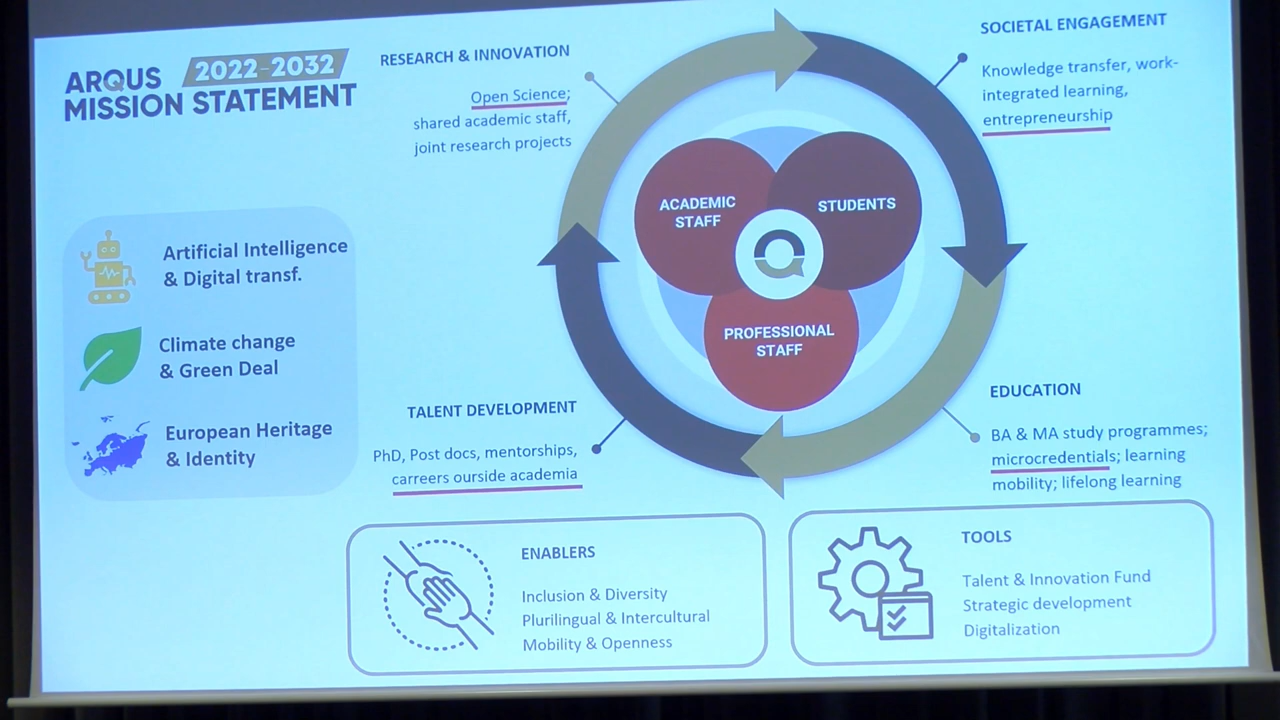 ARQUS 2022-2032
MISSION STATEMENT
Artificial Intelligence
& Digital transf.
Climate change
& Green Deal
European Heritage
& Identity
RESEARCH & INNOVATION
Open Science;
shared academic staff,
joint research projects
SOCIETAL ENGAGEMENT
Knowledge transfer, work-
integrated learning,
entrepreneurship
ACADEMIC
STAFF
STUDENTS
PROFESSIONAL
STAFF
TALENT DEVELOPMENT
PhD, Post docs, mentorships,
carreers ourside academia
EDUCATION
BA & MA study programmes;
microcredentials; learning
mobility; lifelong learning
ENABLERS
Inclusion & Diversity
Plurilingual & Intercultural
Mobility & Openness
TOOLS
Talent & Innovation Fund
Strategic development
Digitalization